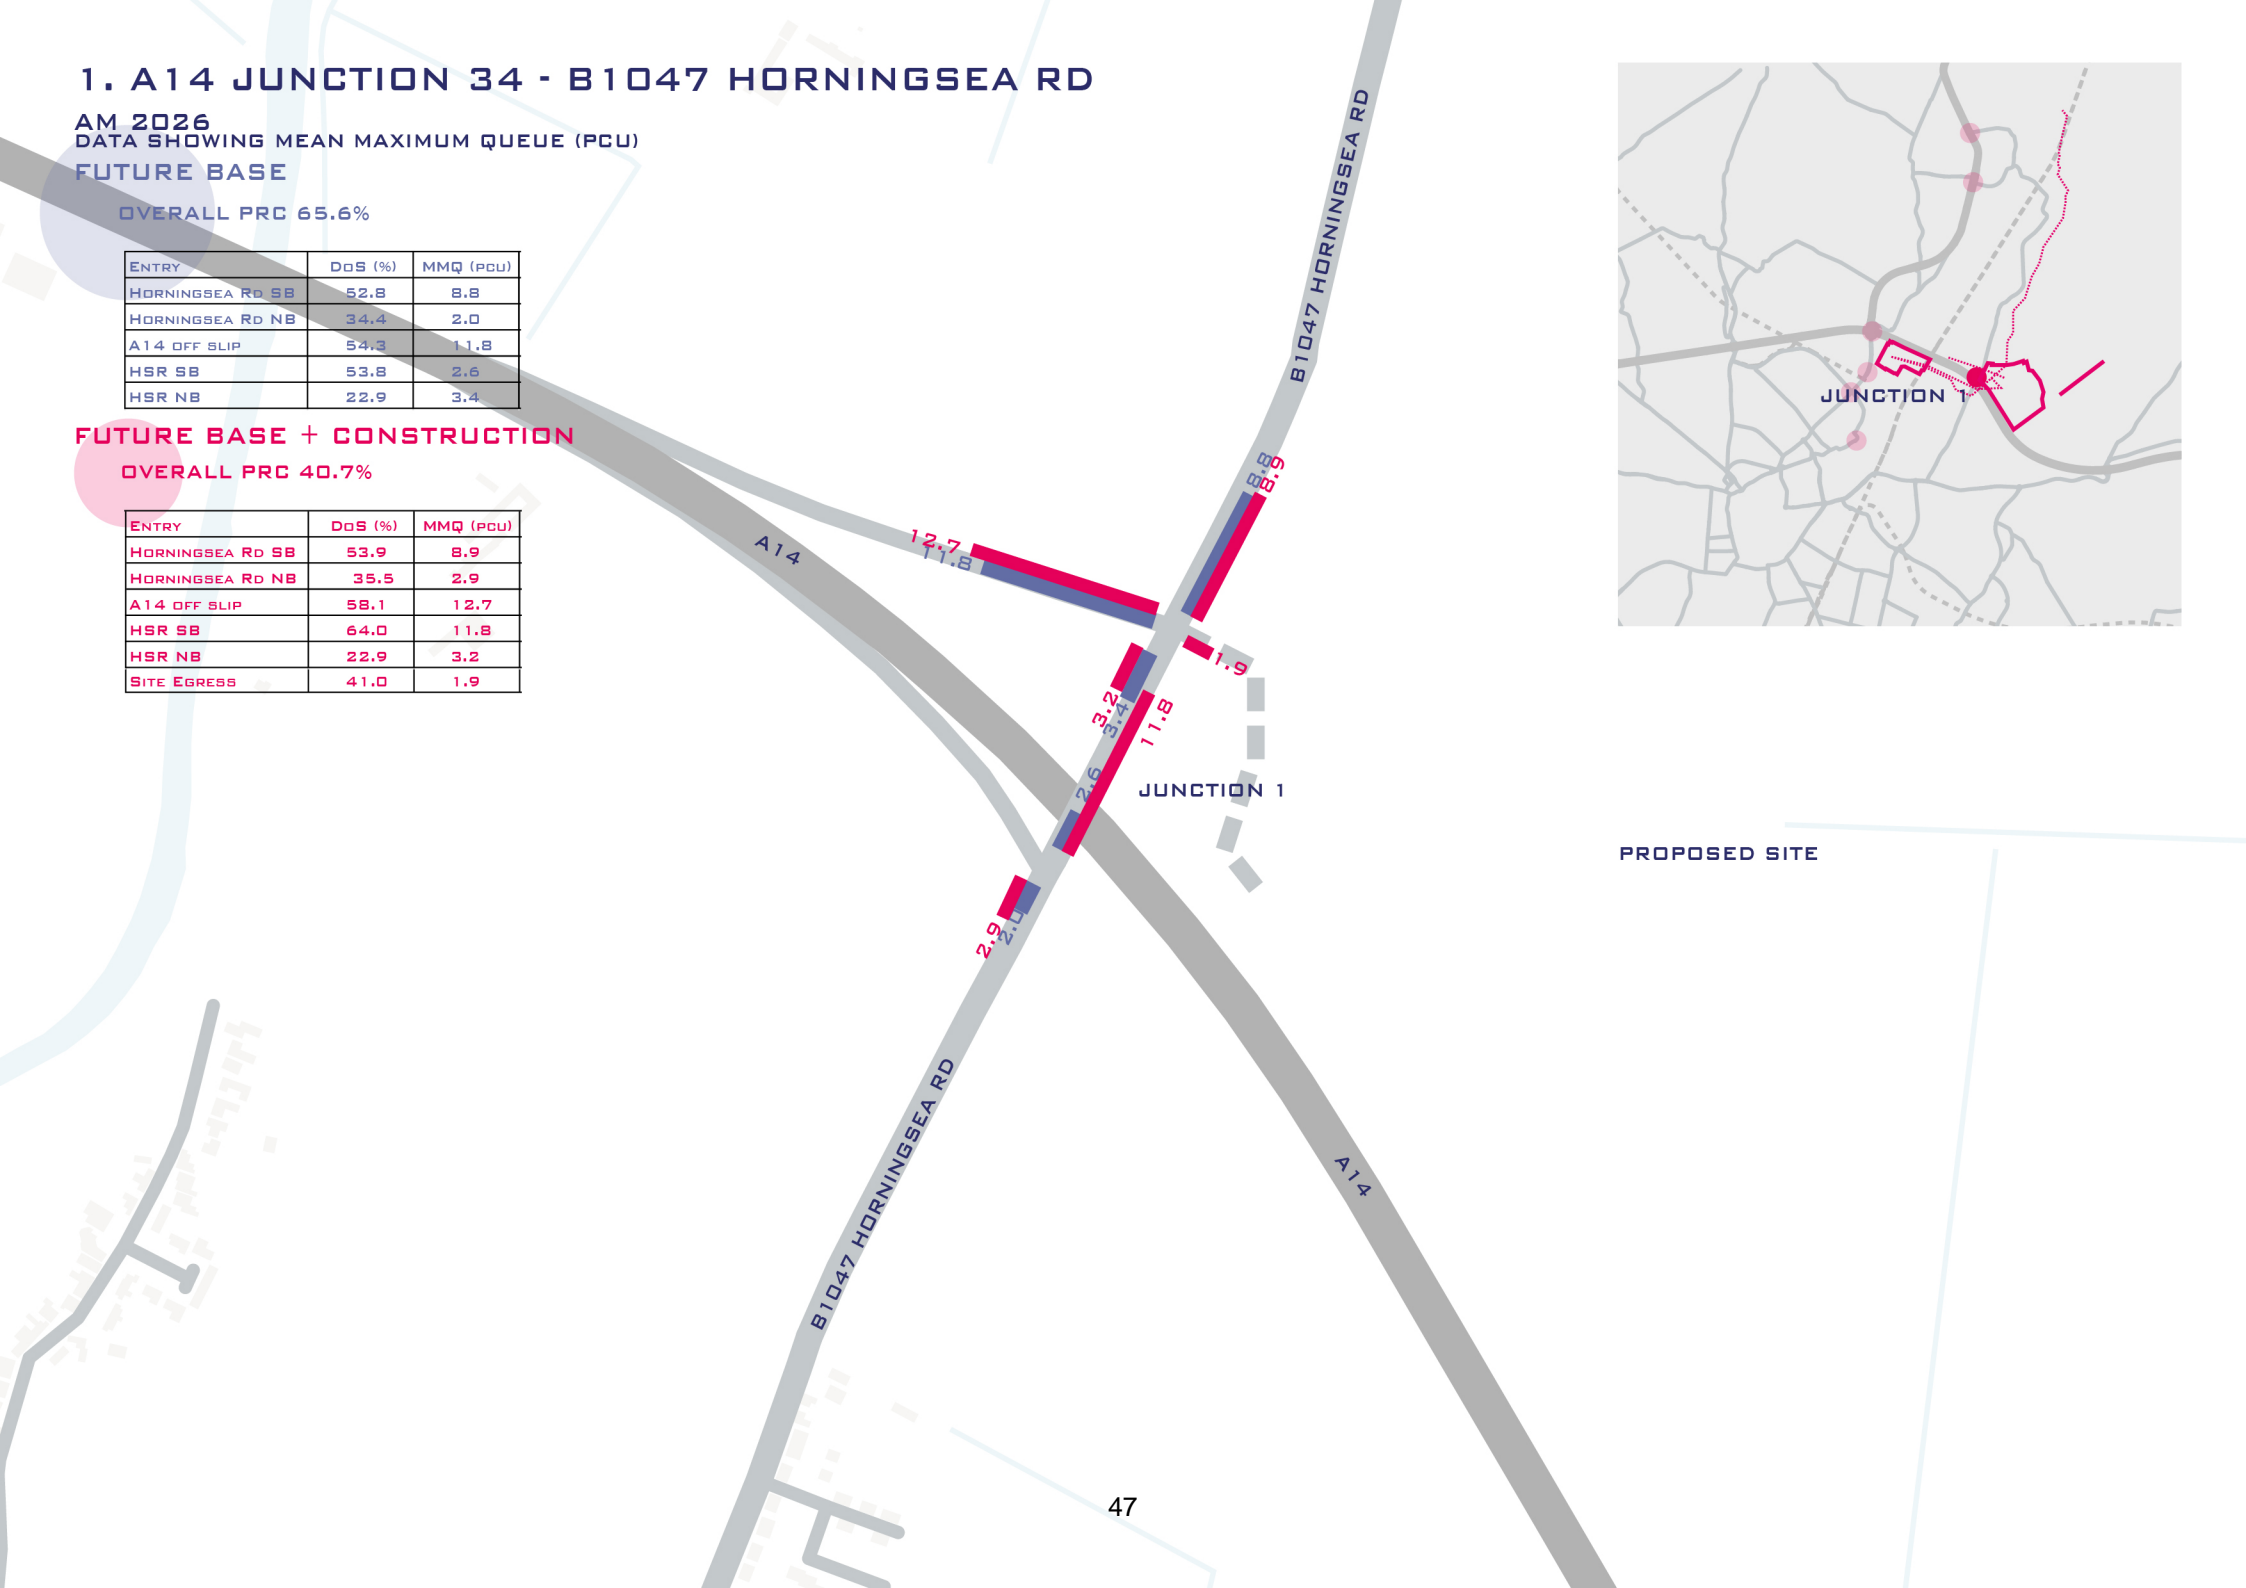 1. A14 JUNCTION 34 - B1047 HORNINGSEA RD
AM 2026
DATA SHOWING MEAN MAXIMUM QUEUE (PCU)
FUTURE BASE
OVERALL PRC 65.6%
ENTRY DOS (%) MMQ (PCU)
HORNINGSEA RD SB 52.8 8.8
HORNINGSEA RD NB 34.4 2.0
A14 OFF SLIP 54.3 11.8
HSR SB 53.8 2.6
HSR NB 22.9 3.4
FUTURE BASE + CONSTRUCTION
OVERALL PRC 40.7%
ENTRY DOS (%) MMQ (PCU)
HORNINGSEA RD SB 53.9 8.9
HORNINGSEA RD NB 35.5 2.9
A14 OFF SLIP 58.1 12.7
HSR SB 64.0 11.8
HSR NB 22.9 3.2
SITE EGRESS 41.0 1.9
B1047 HORNINGSEA RD
8.8
8.9
12.7
11.8
A14
1.9
3.2
3.4
11.8
2.6
JUNCTION 1
2.9
2.0
B1047 HORNINGSEA RD
A14
JUNCTION 1
PROPOSED SITE
47